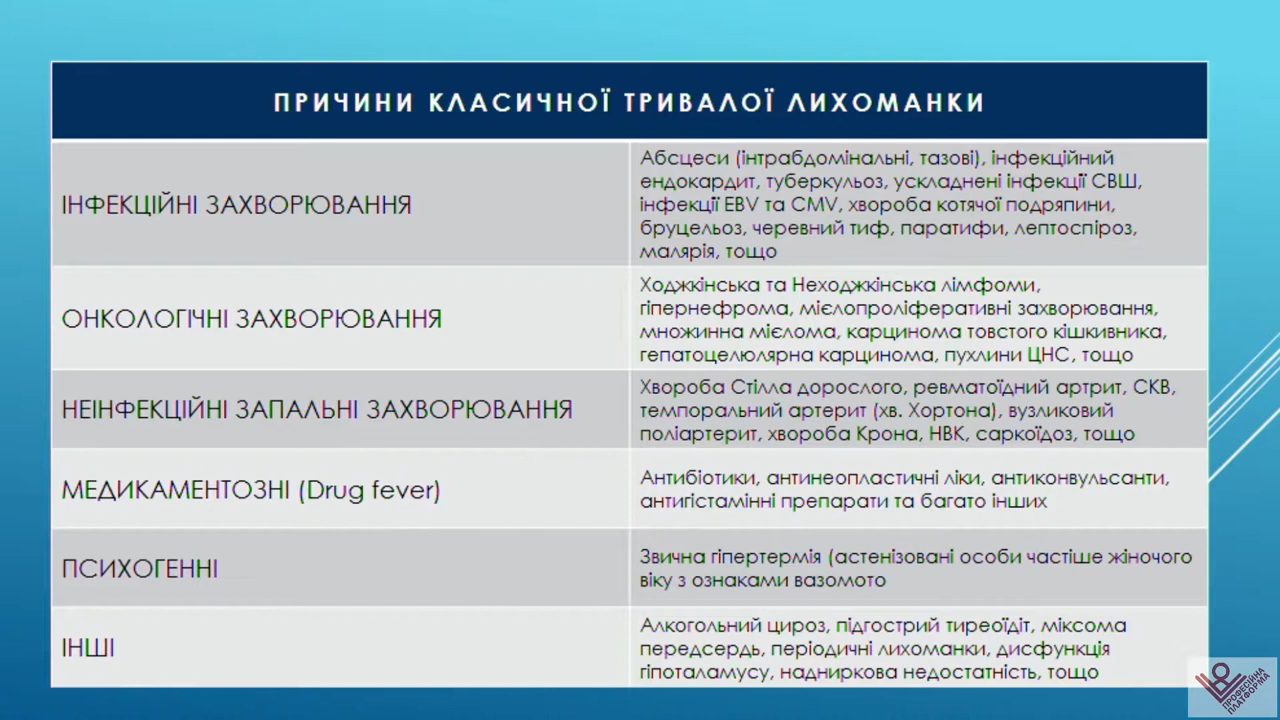 ПРИЧИНИ КЛАСИЧНОЇ ТРИВАЛОЇ ЛИХОМАНКИ
ІНФЕКЦІЙНІ ЗАХВОРЮВАННЯ
Абсцеси (інтрабдомінальні, тазові), інфекційний
ендокардит, туберкульоз, ускладнені інфекції СВШ,
інфекції EBV та CMV, хвороба котячої подряпини,
бруцельоз, черевний тиф, паратифи, лептоспіроз,
малярія, тощо
ОНКОЛОГІЧНІ ЗАХВОРЮВАННЯ
Ходжкінська та Неходжкінська лімфоми,
гіпернефрома, мієлопроліферативні захворювання,
множинна мієлома, карцинома товстого кішкивника,
гепатоцелюлярна карцинома, пухлини ЦНС, тощо
НЕІНФЕКЦІЙНІ ЗАПАЛЬНІ ЗАХВОРЮВАННЯ
Хвороба Стілла дорослого, ревматоїдний артрит, СКВ,
темпоральний артерит (хв. Хортона), вузликовий
поліартерит, хвороба Крона, НВК, саркоїдоз, тощо
МЕДИКАМЕНТОЗНІ (Drug fever)
Антибіотики, антинеопластичні ліки, антиконвульсанти,
антигістамінні препарати та багато інших
ПСИХОГЕННІ
Звична гіпертермія (астенізовані особи частіше жіночого
віку з ознаками вазомото
ІНШІ
Алкогольний цироз, підгострий тиреоїдіт, міксома
передсердь, періодичні лихоманки, дисфункція
гіпоталамусу, надниркова недостатність, тощо
ПРОФЕСІЙНА
ПЛАТФОРМА